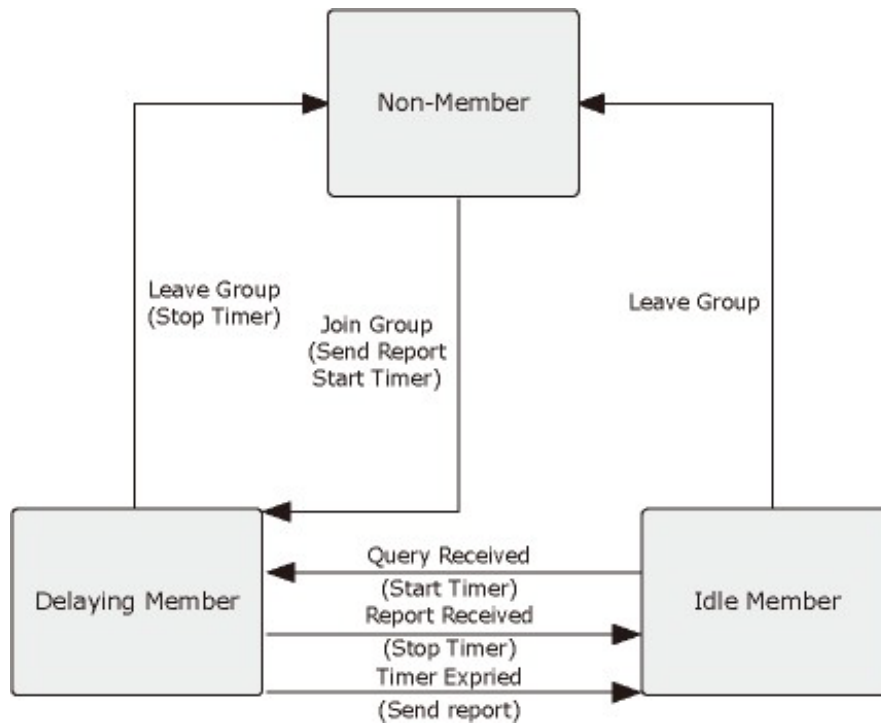 Non-Member
Leave Group
(Stop Timer)
Join Group
(Send Report
Start Timer)
Leave Group
Delaying Member
Query Received
(Start Timer)
Report Received
(Stop Timer)
Timer Expried
(Send report)
Idle Member